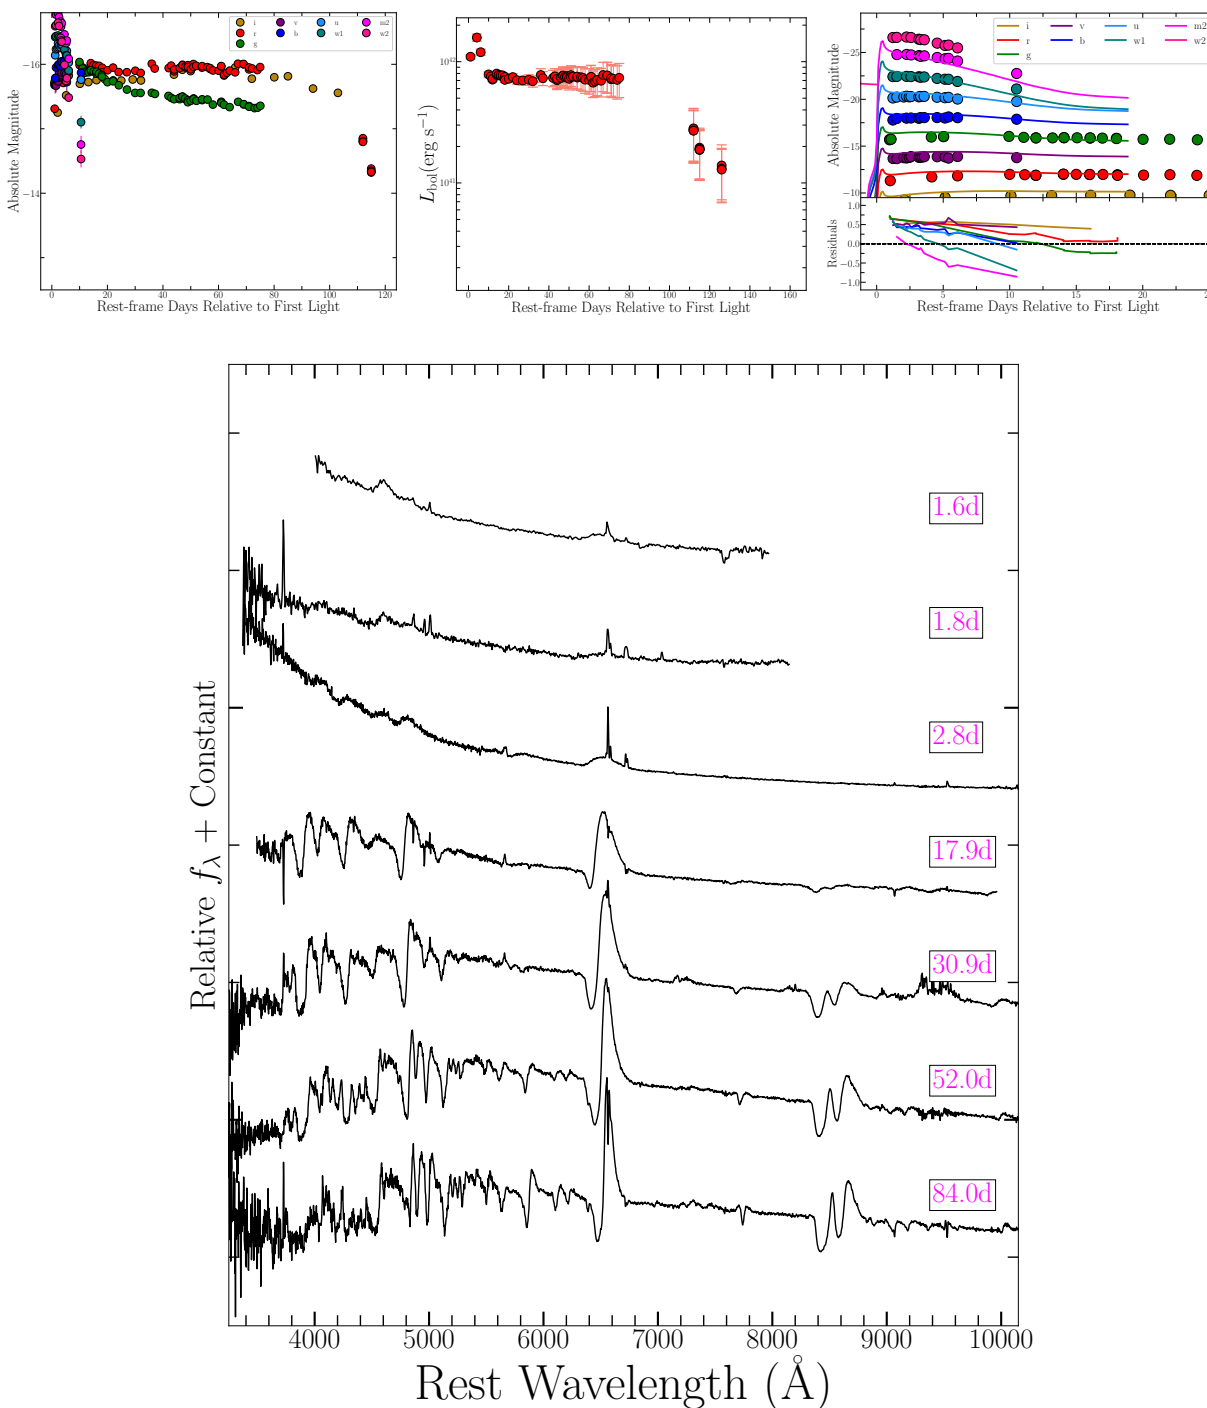 i v u m2
r b w1 w2
g
−16
−14
Absolute Magnitude
0 20 40 60 80 100 120
Rest-frame Days Relative to First Light
10⁴²
10⁴¹
L_bol(erg s⁻¹)
0 20 40 60 80 100 120 140 160
Rest-frame Days Relative to First Light
i v u m2
r b w1 w2
g
−25
−20
−15
−10
Absolute Magnitude
1.0
0.5
0.0
−0.5
−1.0
Residuals
0 5 10 15 20
Rest-frame Days Relative to First Light
1.6d
1.8d
2.8d
17.9d
30.9d
52.0d
84.0d
Relative f_λ + Constant
4000 5000 6000 7000 8000 9000 10000
Rest Wavelength (Å)